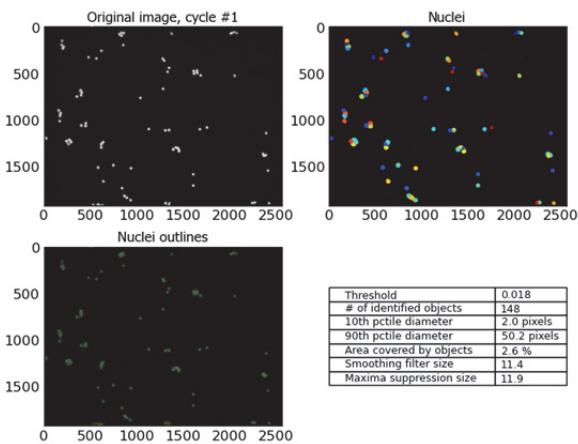 Original image, cycle #1
Nuclei
0
500
1000
1500
0 500 1000 1500 2000 2500
0
500
1000
1500
0 500 1000 1500 2000 2500
Nuclei outlines
0
500
1000
1500
0 500 1000 1500 2000 2500
Threshold 0.018
# of identified objects 148
10th pctile diameter 2.0 pixels
90th pctile diameter 50.2 pixels
Area covered by objects 2.6 %
Smoothing filter size 11.4
Maxima suppression size 11.9